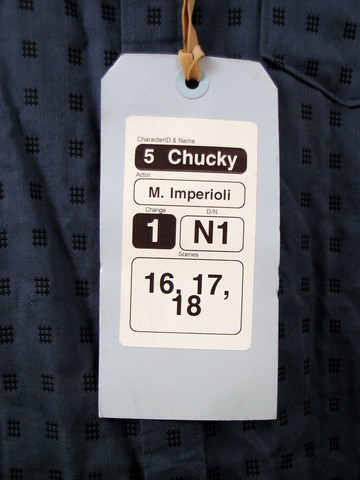 CharacterID & Name
5 Chucky
Actor
M. Imperioli
Change D/N
1 N1
Scenes
16, 17,
18